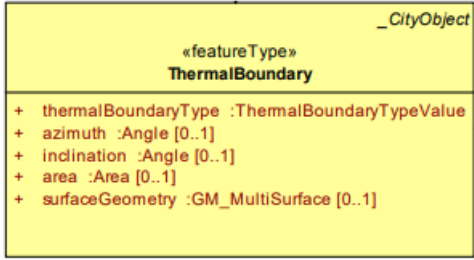 _CityObject
«featureType»
ThermalBoundary
+ thermalBoundaryType :ThermalBoundaryTypeValue
+ azimuth :Angle [0..1]
+ inclination :Angle [0..1]
+ area :Area [0..1]
+ surfaceGeometry :GM_MultiSurface [0..1]